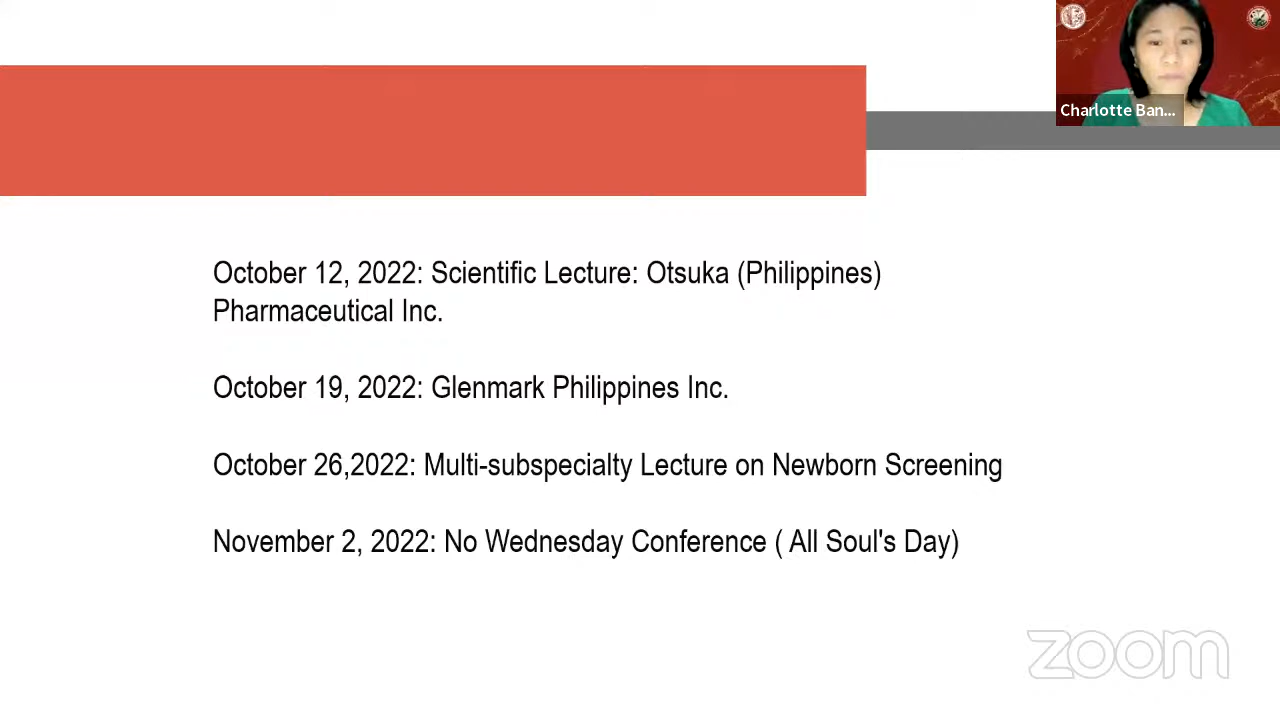 Charlotte Ban...
October 12, 2022: Scientific Lecture: Otsuka (Philippines)
Pharmaceutical Inc.
October 19, 2022: Glenmark Philippines Inc.
October 26,2022: Multi-subspecialty Lecture on Newborn Screening
November 2, 2022: No Wednesday Conference ( All Soul's Day)
zoom